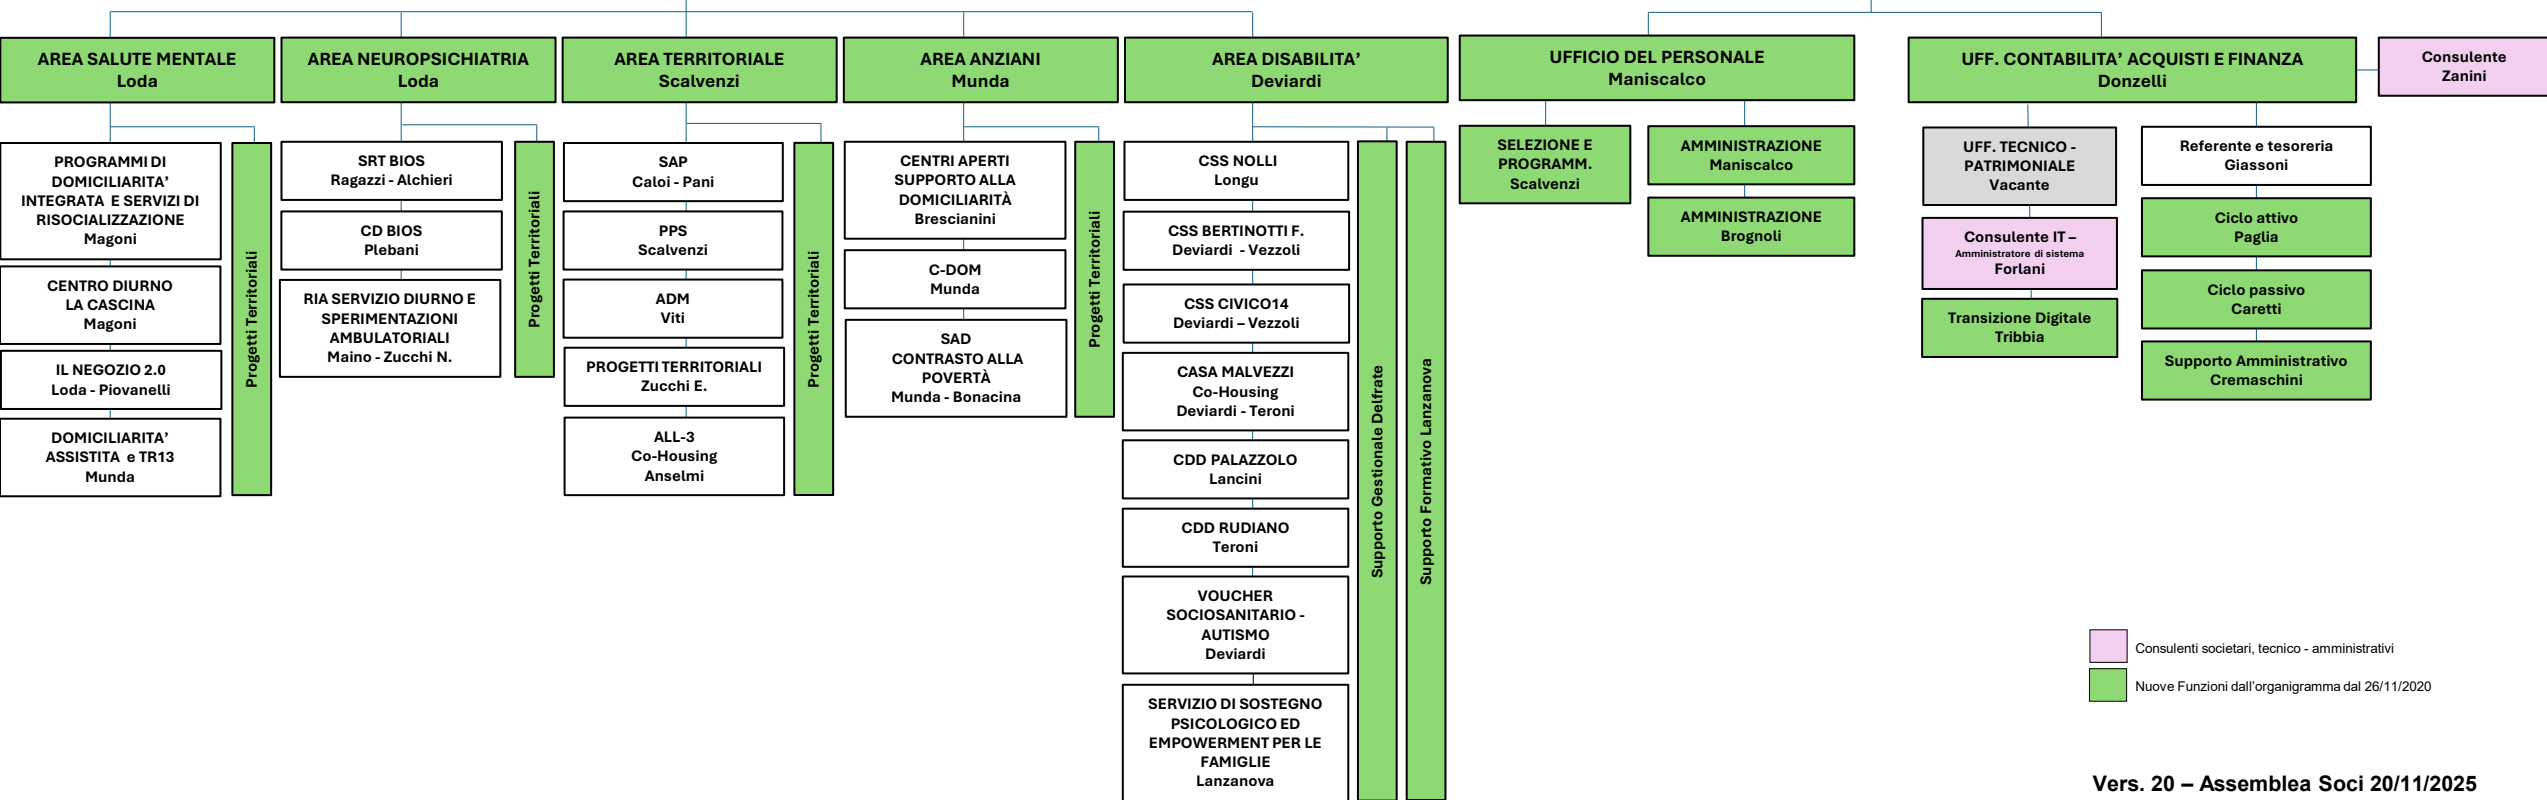 AREA SALUTE MENTALE
Loda
AREA NEUROPSICHIATRIA
Loda
AREA TERRITORIALE
Scalvenzi
AREA ANZIANI
Munda
AREA DISABILITA’
Deviardi
UFFICIO DEL PERSONALE
Maniscalco
UFF. CONTABILITA’ ACQUISTI E FINANZA
Donzelli
Consulente
Zanini
PROGRAMMI DI
DOMICILIARITA’
INTEGRATA E SERVIZI DI
RISOCIALIZZAZIONE
Magoni
CENTRO DIURNO
LA CASCINA
Magoni
IL NEGOZIO 2.0
Loda - Piovanelli
DOMICILIARITA’
ASSISTITA e TR13
Munda
Progetti Territoriali
SRT BIOS
Ragazzi - Alchieri
CD BIOS
Plebani
RIA SERVIZIO DIURNO E
SPERIMENTAZIONI
AMBULATORIALI
Maino - Zucchi N.
Progetti Territoriali
SAP
Caloi - Pani
PPS
Scalvenzi
ADM
Viti
PROGETTI TERRITORIALI
Zucchi E.
ALL-3
Co-Housing
Anselmi
Progetti Territoriali
CENTRI APERTI
SUPPORTO ALLA
DOMICILIARITÀ
Brescianini
C-DOM
Munda
SAD
CONTRASTO ALLA
POVERTÀ
Munda - Bonacina
Progetti Territoriali
CSS NOLLI
Longu
CSS BERTINOTTI F.
Deviardi - Vezzoli
CSS CIVICO14
Deviardi – Vezzoli
CASA MALVEZZI
Co-Housing
Deviardi - Teroni
CDD PALAZZOLO
Lancini
CDD RUDIANO
Teroni
VOUCHER
SOCIOSANITARIO -
AUTISMO
Deviardi
SERVIZIO DI SOSTEGNO
PSICOLOGICO ED
EMPOWERMENT PER LE
FAMIGLIE
Lanzanova
Supporto Gestionale Delfrate
Supporto Formativo Lanzanova
SELEZIONE E
PROGRAMM.
Scalvenzi
AMMINISTRAZIONE
Maniscalco
AMMINISTRAZIONE
Brognoli
UFF. TECNICO -
PATRIMONIALE
Vacante
Consulente IT –
Amministratore di sistema
Forlani
Transizione Digitale
Tribbia
Referente e tesoreria
Giassoni
Ciclo attivo
Paglia
Ciclo passivo
Caretti
Supporto Amministrativo
Cremaschini
Consulenti societari, tecnico - amministrativi
Nuove Funzioni dall’organigramma dal 26/11/2020
Vers. 20 – Assemblea Soci 20/11/2025